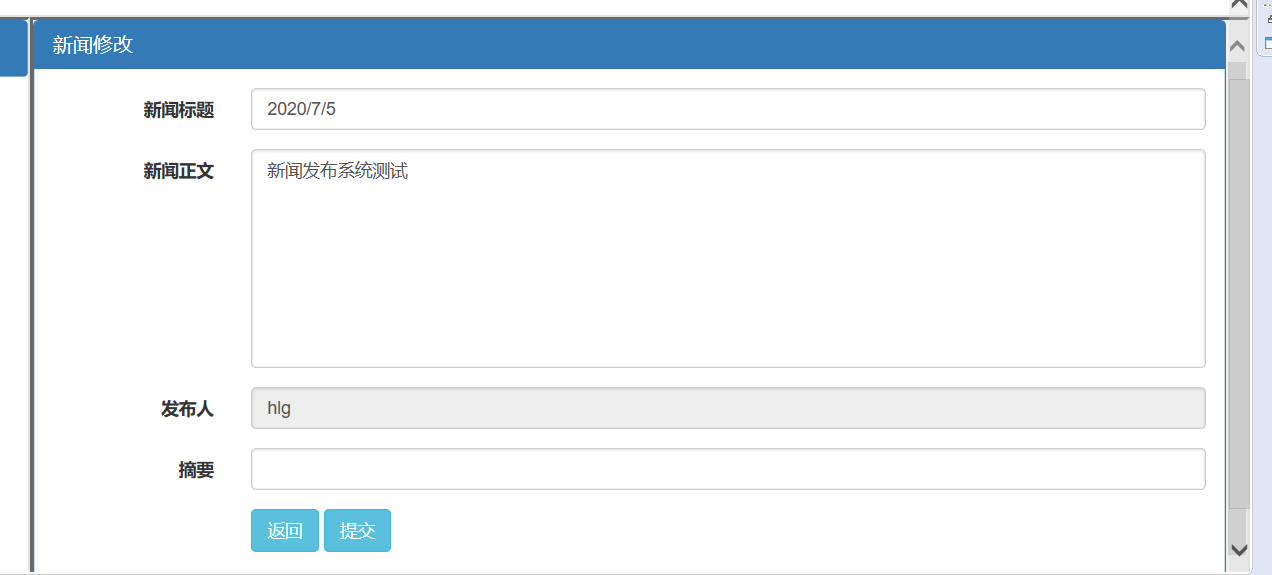 新闻修改
新闻标题 2020/7/5
新闻正文 新闻发布系统测试
发布人 hlg
摘要
返回 提交